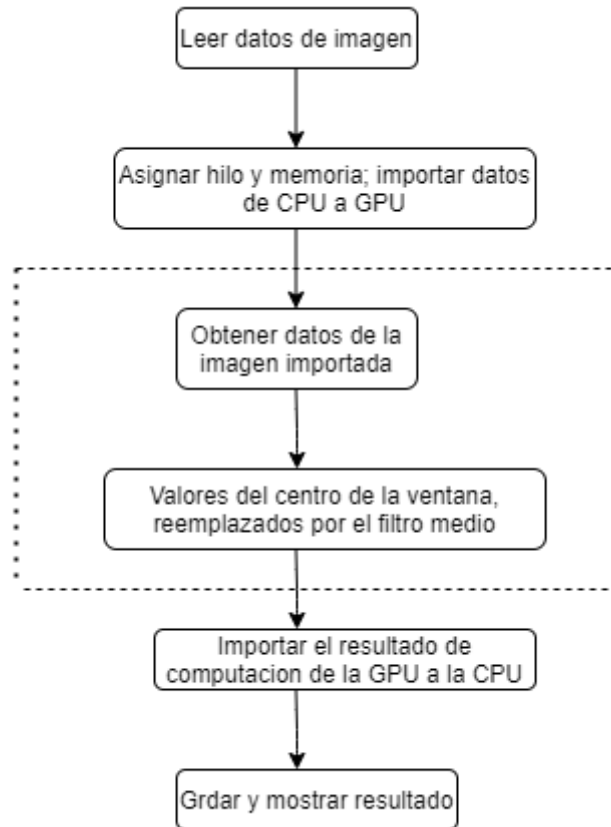 Leer datos de imagen
Asignar hilo y memoria; importar datos
de CPU a GPU
Obtener datos de la
imagen importada
Valores del centro de la ventana,
reemplazados por el filtro medio
Importar el resultado de
computacion de la GPU a la CPU
Grdar y mostrar resultado